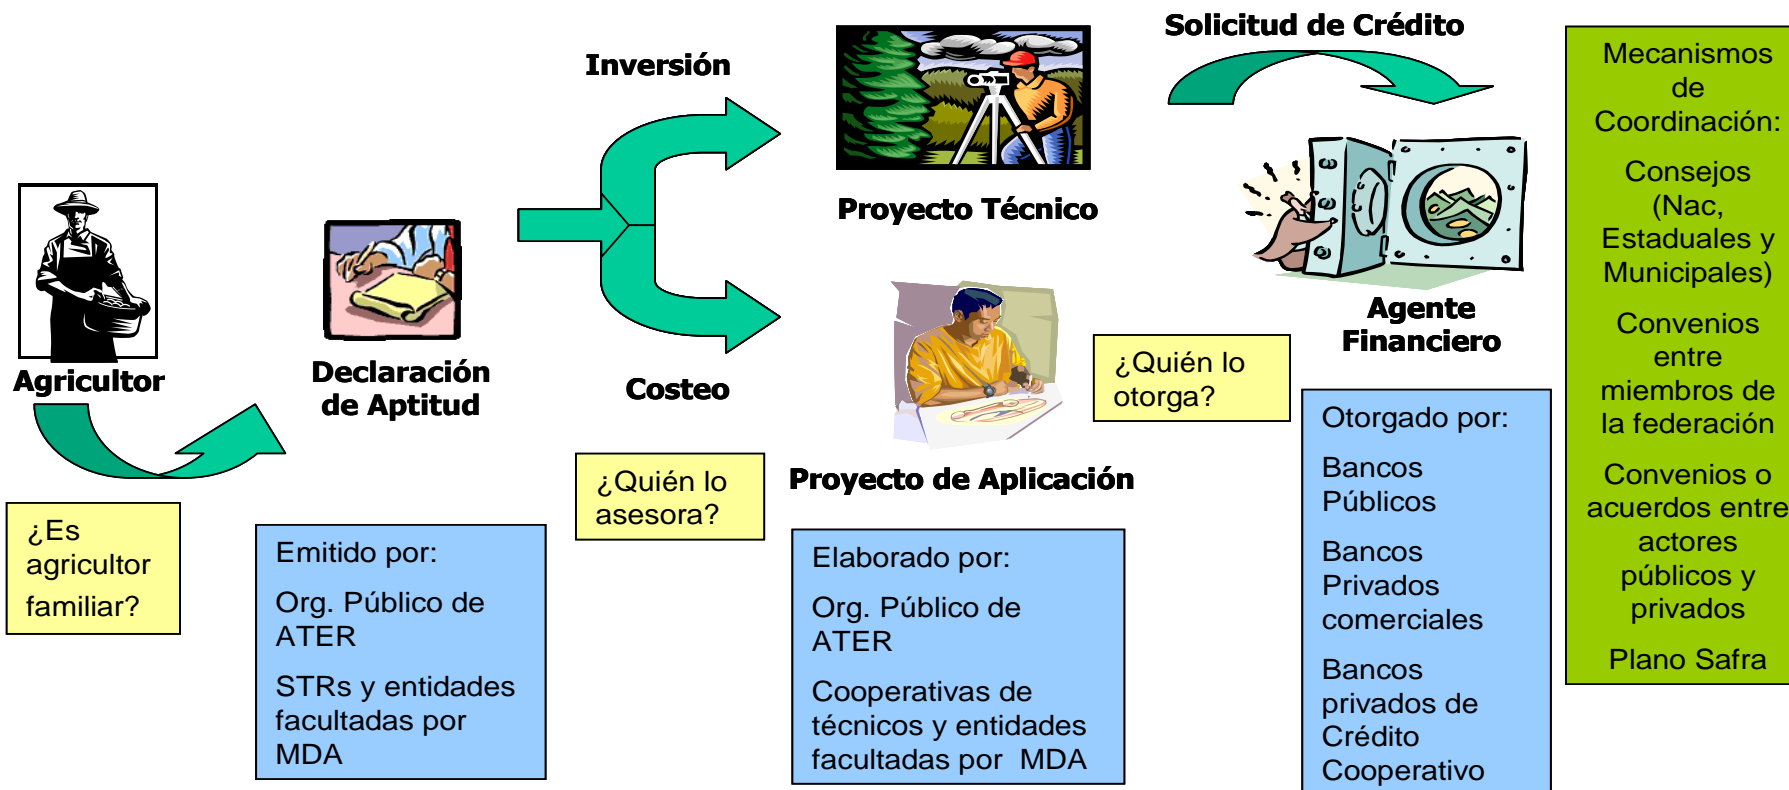 Agricultor
¿Es
agricultor
familiar?
Declaración
de Aptitud
Emitido por:
Org. Público de
ATER
STRs y entidades
facultadas por
MDA
Inversión
Costeo
¿Quién lo
asesora?
Proyecto Técnico
Proyecto de Aplicación
Elaborado por:
Org. Público de
ATER
Cooperativas de
técnicos y entidades
facultadas por  MDA
Solicitud de Crédito
Agente
Financiero
¿Quién lo
otorga?
Otorgado por:
Bancos
Públicos
Bancos
Privados
comerciales
Bancos
privados de
Crédito
Cooperativo
Mecanismos
de
Coordinación:
Consejos
(Nac,
Estaduales y
Municipales)
Convenios
entre
miembros de
la federación
Convenios o
acuerdos entre
actores
públicos y
privados
Plano Safra